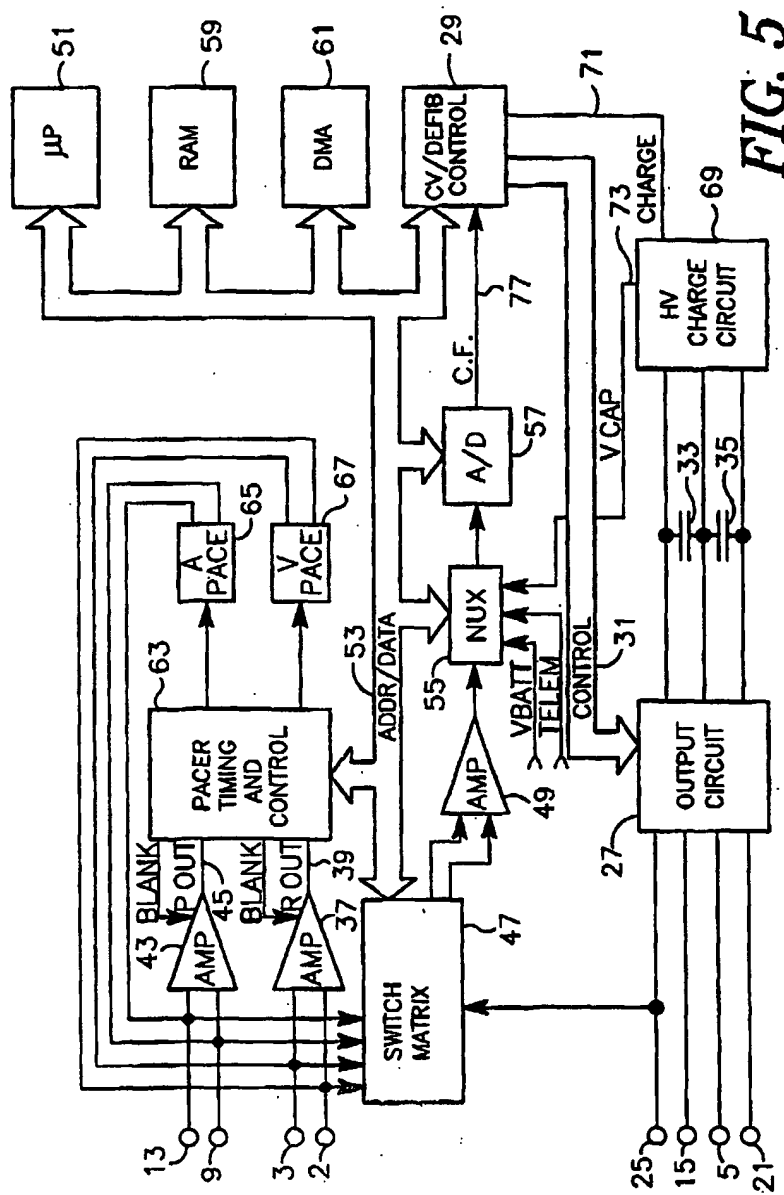 μP
51
RAM
59
DMA
61
CV/DEFIB
CONTROL
29
A
PACE
65
V
PACE
67
63
PACER
TIMING
AND
CONTROL
BLANK
P OUT
45
43
AMP
BLANK
R OUT
39
37
AMP
13
9
3
2
53
ADDR/DATA
SWITCH
MATRIX
47
AMP
49
55
NUX
A/D
57
C.F.
77
71
VBATT
TELEM
CONTROL
31
V CAP
73
CHARGE
25
15
5
21
27
OUTPUT
CIRCUIT
33
35
HV
CHARGE
CIRCUIT
69
FIG. 5